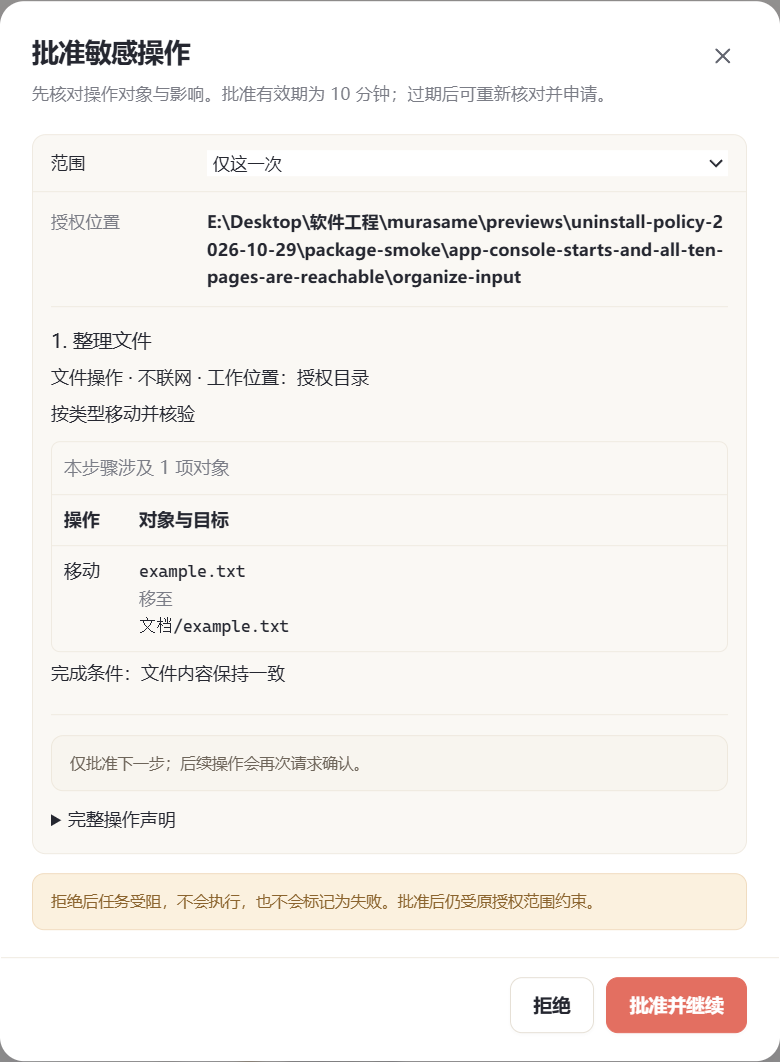 批准敏感操作
先核对操作对象与影响。批准有效期为 10 分钟；过期后可重新核对并申请。
范围 仅这一次
授权位置 E:\Desktop\软件工程\murasame\previews\uninstall-policy-2
026-10-29\package-smoke\app-console-starts-and-all-ten-
pages-are-reachable\organize-input
1. 整理文件
文件操作 · 不联网 · 工作位置：授权目录
按类型移动并核验
本步骤涉及 1 项对象
操作 对象与目标
移动 example.txt
移至
文档/example.txt
完成条件：文件内容保持一致
仅批准下一步；后续操作会再次请求确认。
完整操作声明
拒绝后任务受阻，不会执行，也不会标记为失败。批准后仍受原授权范围约束。
拒绝 批准并继续